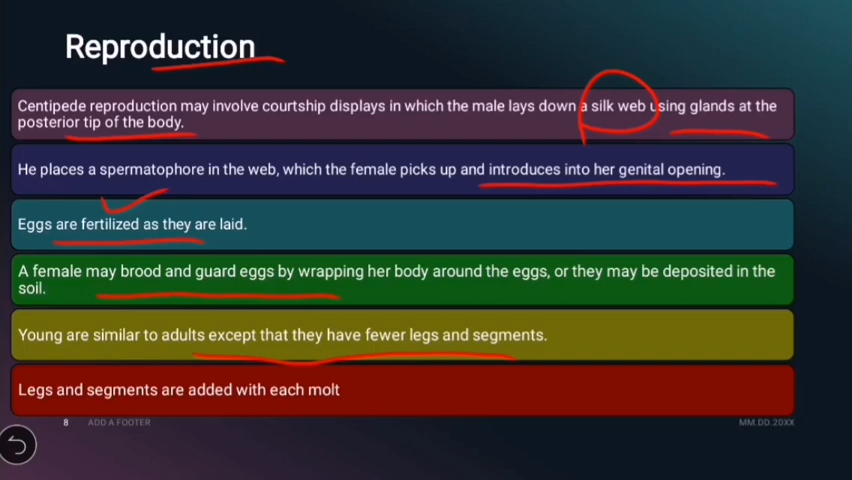 Reproduction
Centipede reproduction may involve courtship displays in which the male lays down a silk web using glands at the
posterior tip of the body.
He places a spermatophore in the web, which the female picks up and introduces into her genital opening.
Eggs are fertilized as they are laid.
A female may brood and guard eggs by wrapping her body around the eggs, or they may be deposited in the
soil.
Young are similar to adults except that they have fewer legs and segments.
Legs and segments are added with each molt
8 ADD A FOOTER MM.DD.20XX